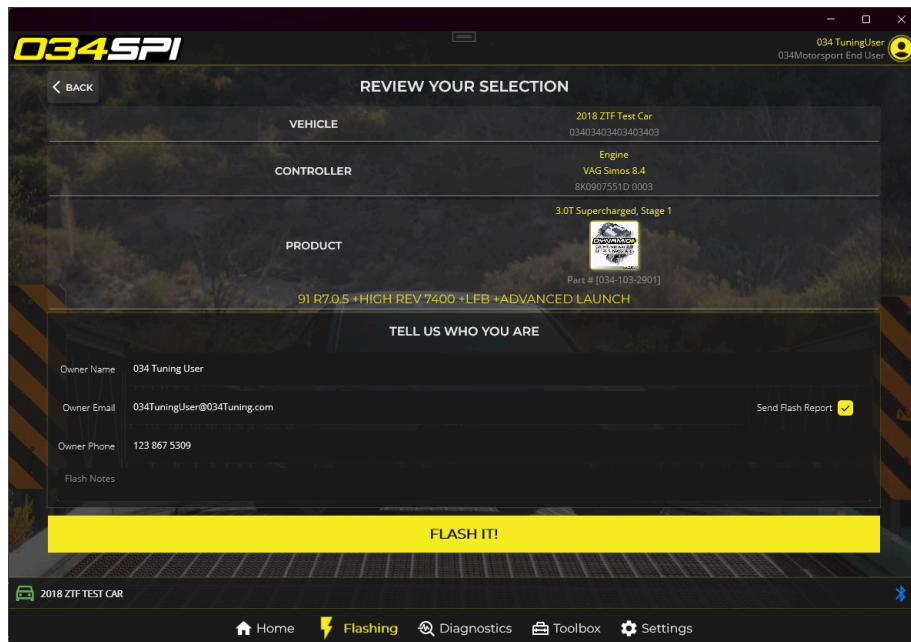 034SPI
034 TuningUser
034Motorsport End User
BACK
REVIEW YOUR SELECTION
VEHICLE
2018 ZTF Test Car
03403403403403403
CONTROLLER
Engine
VAG Simos 8.4
8K0907551D 0003
PRODUCT
3.0T Supercharged, Stage 1
DYNAMIC+
Part # [034-103-2901]
91 R7.0.5 +HIGH REV 7400 +LFB +ADVANCED LAUNCH
TELL US WHO YOU ARE
Owner Name 034 Tuning User
Owner Email 034TuningUser@034Tuning.com Send Flash Report
Owner Phone 123 867 5309
Flash Notes
FLASH IT!
2018 ZTF TEST CAR
Home Flashing Diagnostics Toolbox Settings